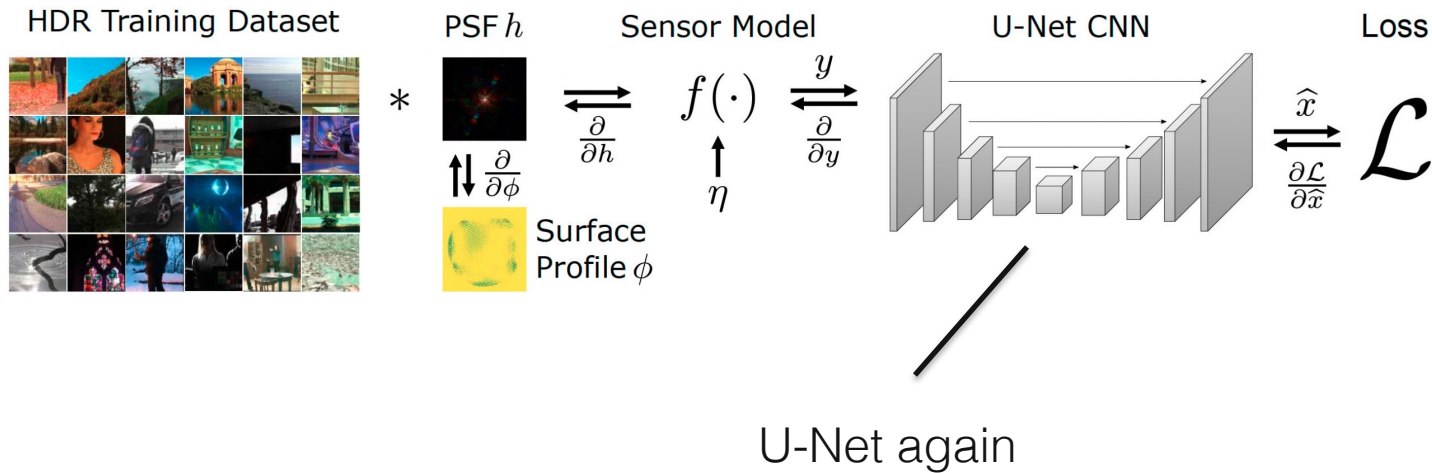 HDR Training Dataset
PSF h
Sensor Model
U-Net CNN
Loss
*
∂/∂h
∂/∂ϕ
f(·)
η
y
∂/∂y
x̂
∂ℒ/∂x̂
ℒ
Surface
Profile ϕ
U-Net again